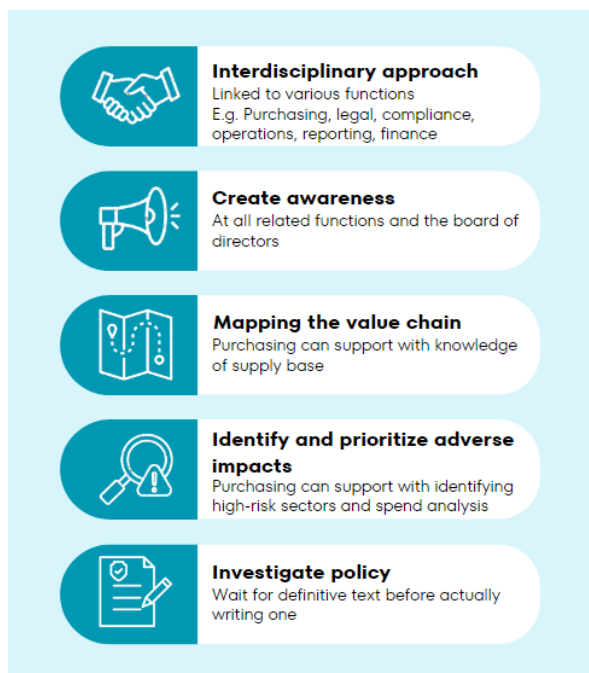 Interdisciplinary approach
Linked to various functions
E.g. Purchasing, legal, compliance,
operations, reporting, finance
Create awareness
At all related functions and the board of
directors
Mapping the value chain
Purchasing can support with knowledge
of supply base
Identify and prioritize adverse
impacts
Purchasing can support with identifying
high-risk sectors and spend analysis
Investigate policy
Wait for definitive text before actually
writing one